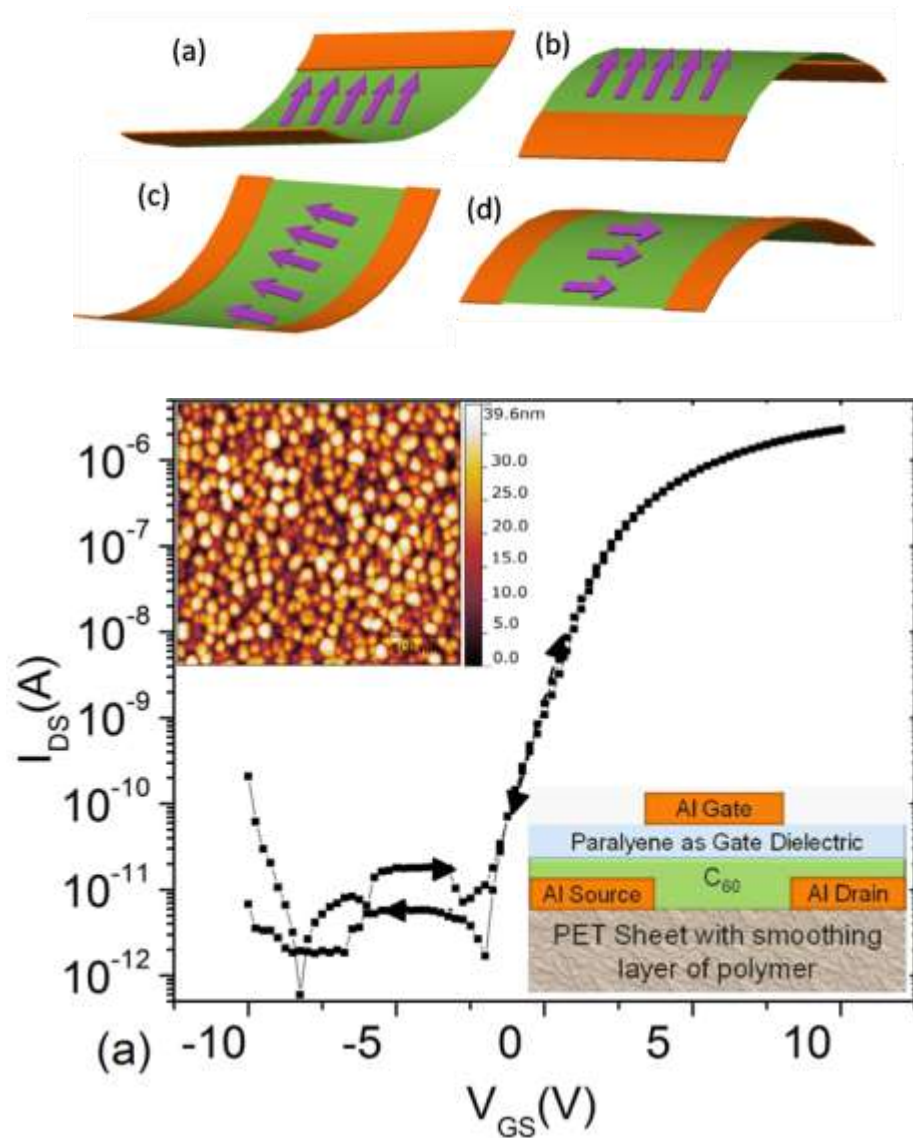 (a)
(b)
(c)
(d)
39.6nm
30.0
25.0
20.0
15.0
10.0
5.0
0.0
10⁻⁶
10⁻⁷
10⁻⁸
10⁻⁹
10⁻¹⁰
10⁻¹¹
10⁻¹²
I_DS(A)
Al Gate
Paralyene as Gate Dielectric
C₆₀
Al Source
Al Drain
PET Sheet with smoothing
layer of polymer
(a)
-10 -5 0 5 10
V_GS(V)